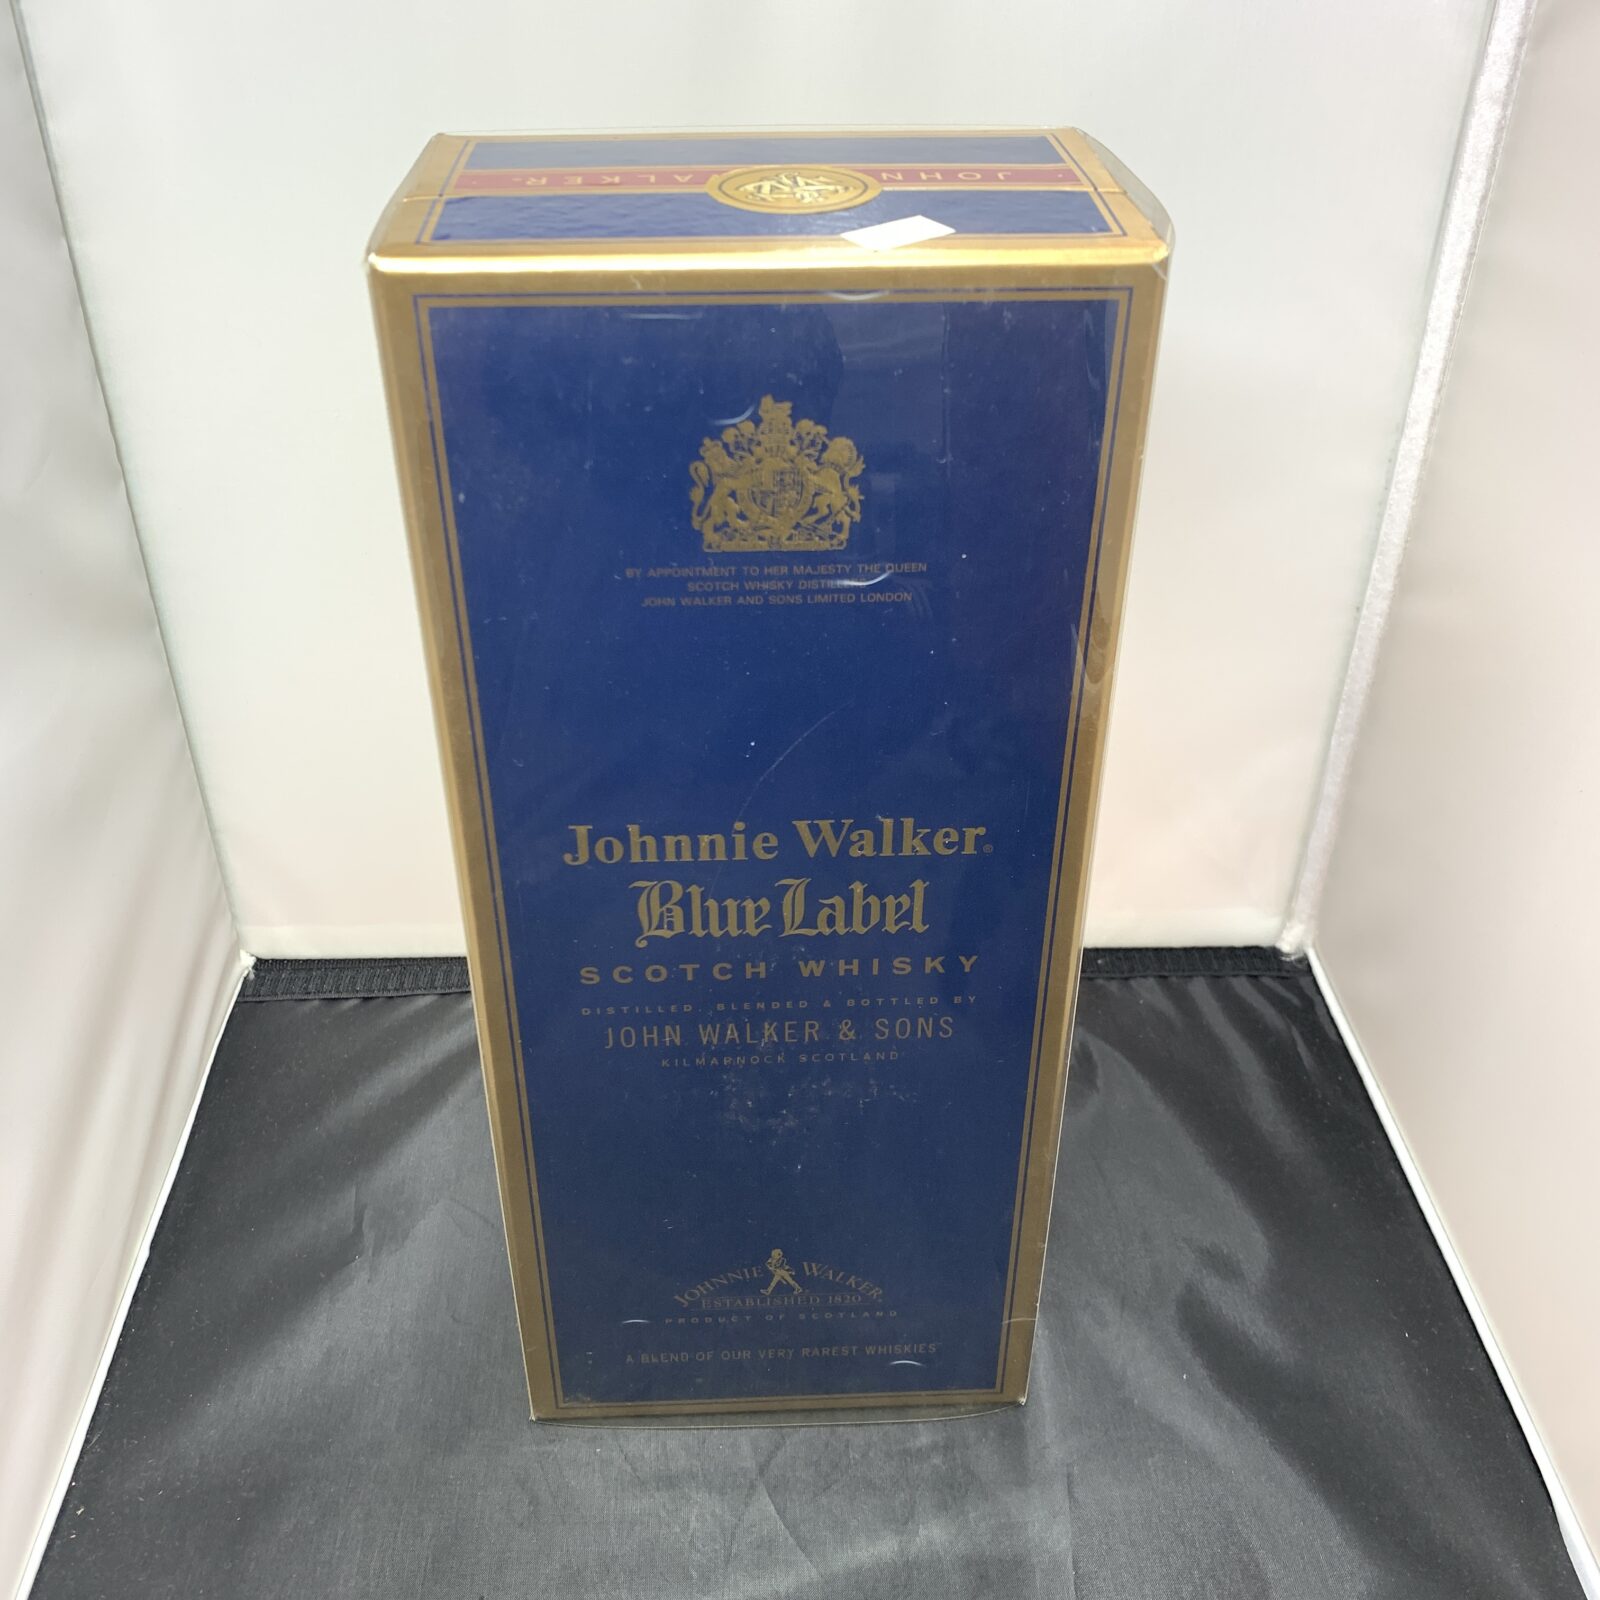 JOHN ALKER®
BY APPOINTMENT TO HER MAJESTY THE QUEEN
SCOTCH WHISKY DISTILLERS
JOHN WALKER AND SONS LIMITED LONDON
Johnnie Walker®
Blue Label
SCOTCH WHISKY
DISTILLED, BLENDED & BOTTLED BY
JOHN WALKER & SONS
KILMARNOCK SCOTLAND
JOHNNIE WALKER®
ESTABLISHED 1820
PRODUCT OF SCOTLAND
A BLEND OF OUR VERY RAREST WHISKIES